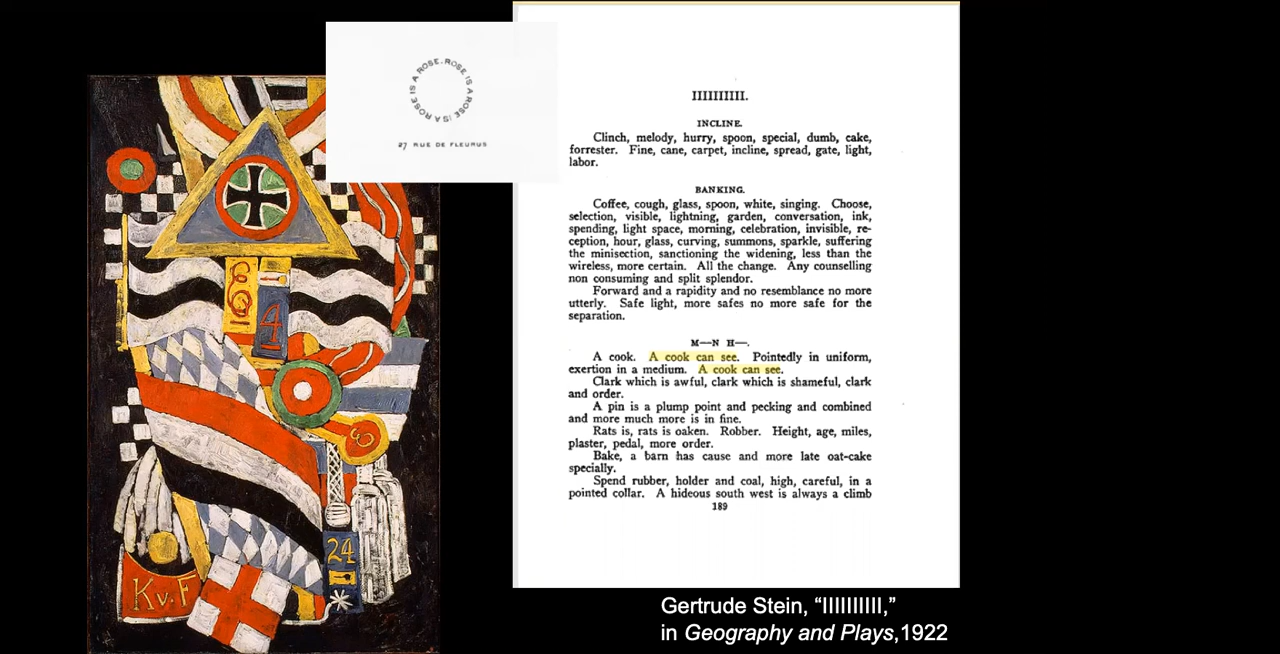 ROSE IS A ROSE IS A ROSE IS A ROSE.
27 RUE DE FLEURUS
E
4
8
24
K v. F
IIIIIIIIII.
INCLINE.
Clinch, melody, hurry, spoon, special, dumb, cake,
forrester. Fine, cane, carpet, incline, spread, gate, light,
labor.
BANKING.
Coffee, cough, glass, spoon, white, singing. Choose,
selection, visible, lightning, garden, conversation, ink,
spending, light space, morning, celebration, invisible, re-
ception, hour, glass, curving, summons, sparkle, suffering
the minisection, sanctioning the widening, less than the
wireless, more certain. All the change. Any counselling
non consuming and split splendor.
Forward and a rapidity and no resemblance no more
utterly. Safe light, more safes no more safe for the
separation.
M—N H—.
A cook. A cook can see. Pointedly in uniform,
exertion in a medium. A cook can see.
Clark which is awful, clark which is shameful, clark
and order.
A pin is a plump point and pecking and combined
and more much more is in fine.
Rats is, rats is oaken. Robber. Height, age, miles,
plaster, pedal, more order.
Bake, a barn has cause and more late oat-cake
specially.
Spend rubber, holder and coal, high, careful, in a
pointed collar. A hideous south west is always a climb
189
Gertrude Stein, “IIIIIIIIII,”
in Geography and Plays,1922